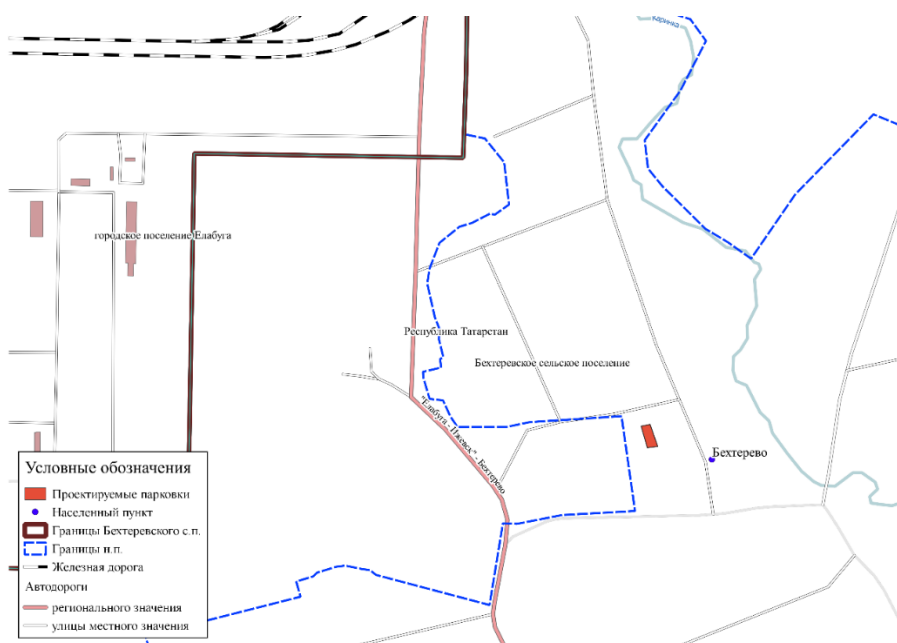 Каринка
городское поселение Елабуга
Республика Татарстан
Бехтеревское сельское поселение
"Елабуга - Ижевск" - Бехтерево
Бехтерево
Условные обозначения
Проектируемые парковки
Населенный пункт
Границы Бехтеревского с.п.
Границы н.п.
Железная дорога
Автодороги
регионального значения
улицы местного значения